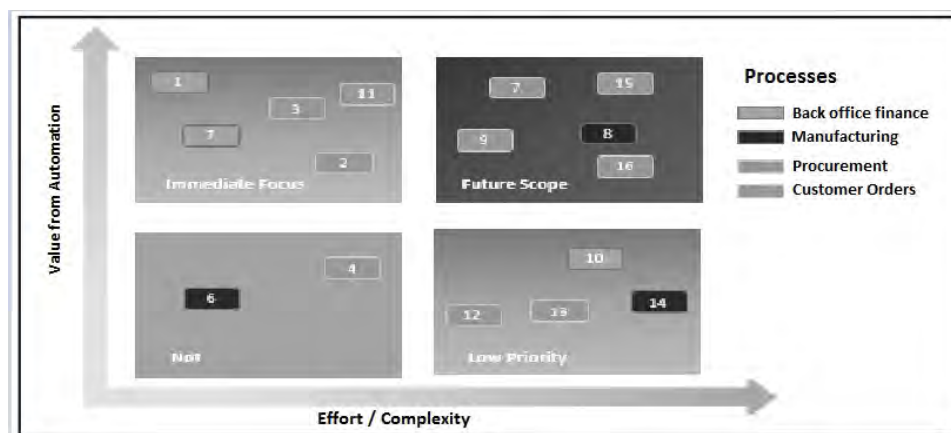 Value from Automation
1
3
11
7
2
Immediate Focus
7
15
9
8
16
Future Scope
Processes
Back office finance
Manufacturing
Procurement
Customer Orders
6
4
Not
10
12
13
14
Low Priority
Effort / Complexity